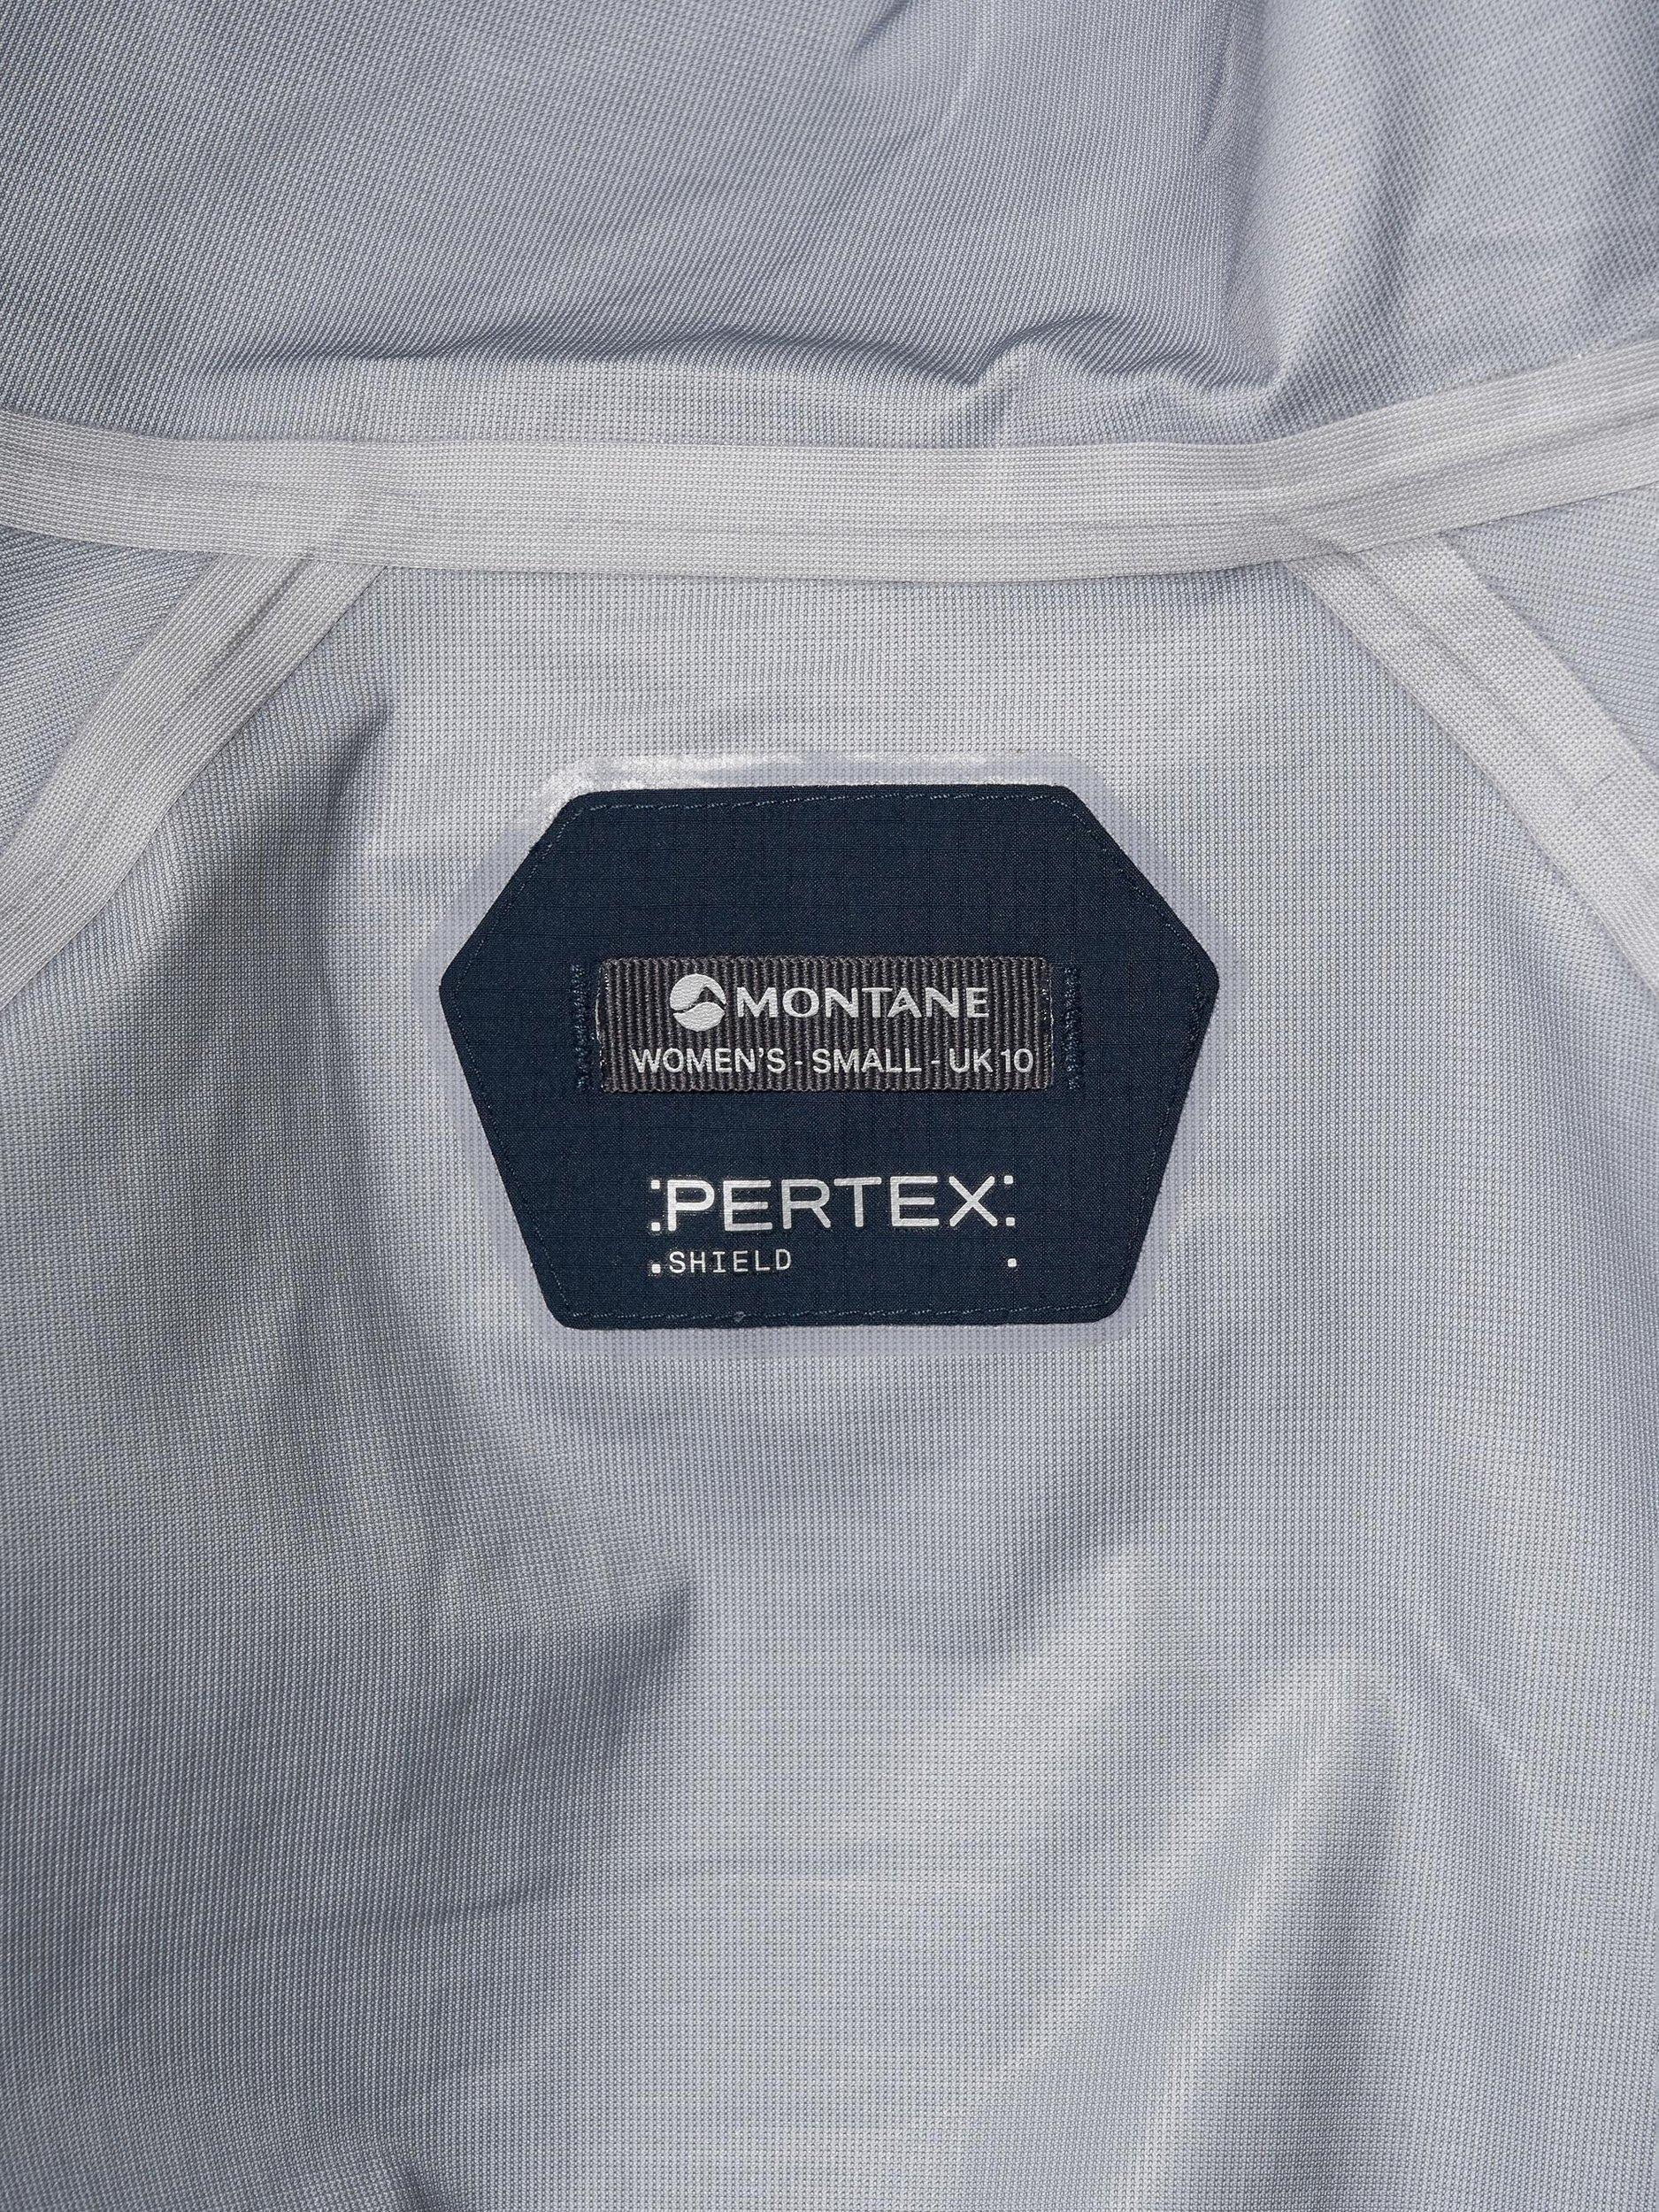 MONTANE
WOMEN'S - SMALL - UK 10
PERTEX
SHIELD